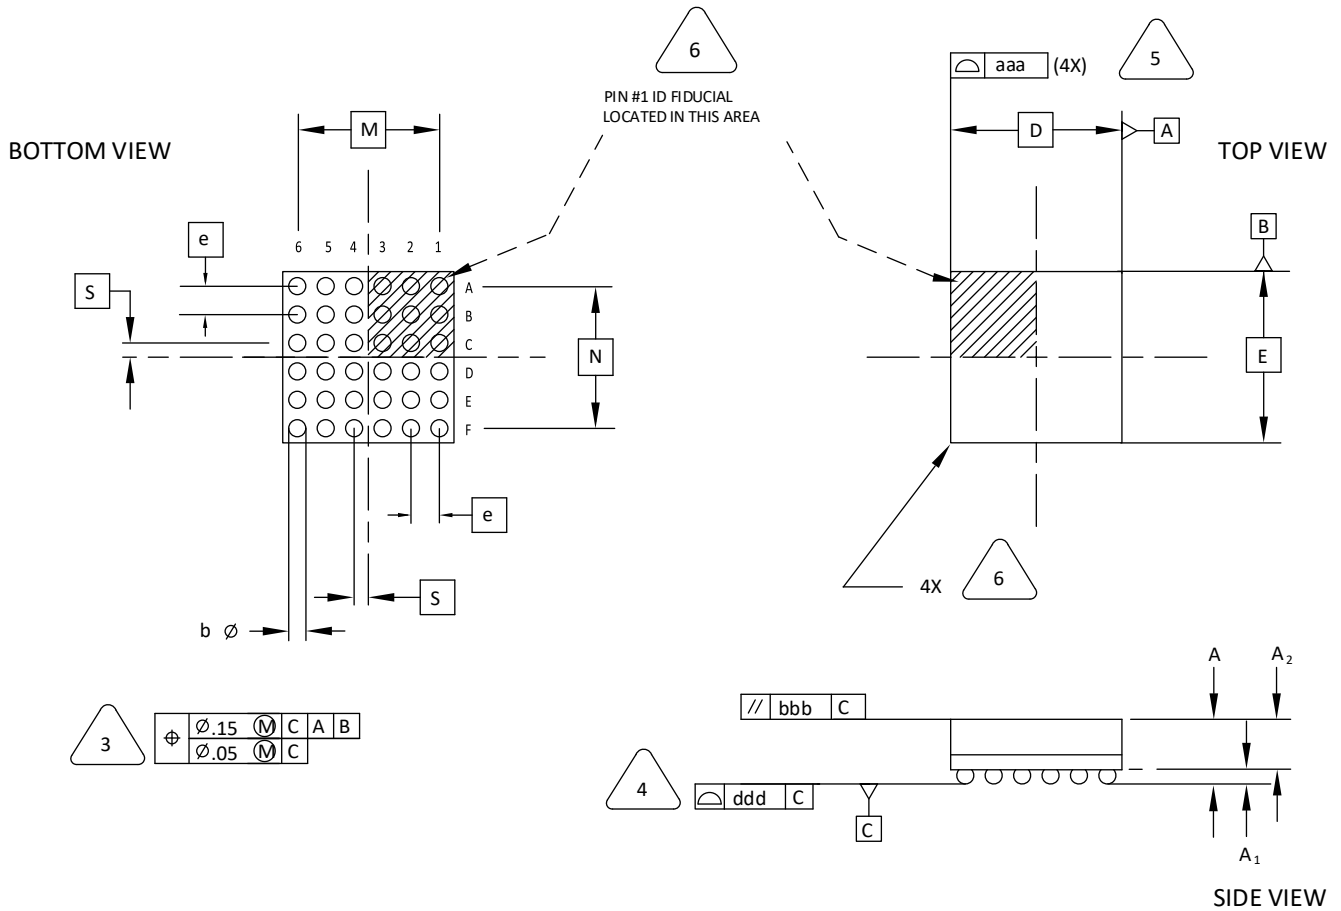 6
5
aaa (4X)
PIN #1 ID FIDUCIAL
LOCATED IN THIS AREA
M
D
A
BOTTOM VIEW
TOP VIEW
B
e
6 5 4 3 2 1
S
A
B
C
D
E
F
N
E
e
S
4X
6
b Ø
A
A2
// bbb C
3
⌖ Ø.15 Ⓜ C A B
Ø.05 Ⓜ C
4
ddd C
C
A1
SIDE VIEW